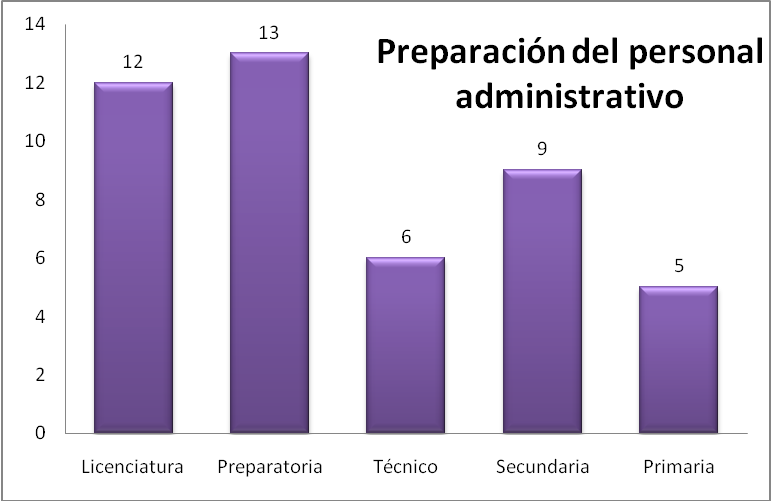 Preparación del personal
administrativo
14
12
10
8
6
4
2
0
12
13
6
9
5
Licenciatura
Preparatoria
Técnico
Secundaria
Primaria